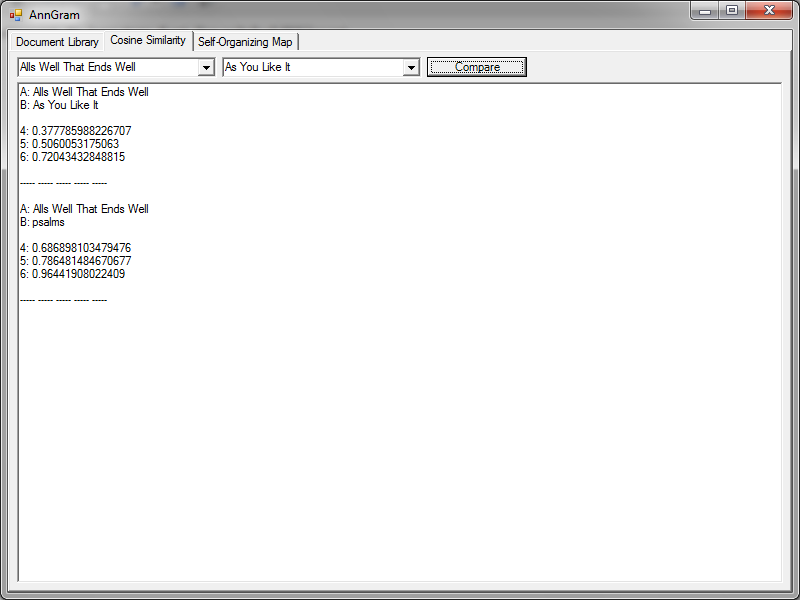 AnnGram
Document Library Cosine Similarity Self-Organizing Map
Alls Well That Ends Well As You Like It Compare
A: Alls Well That Ends Well
B: As You Like It
4: 0.377785988226707
5: 0.5060053175063
6: 0.72043432848815
----- ----- ----- ----- -----
A: Alls Well That Ends Well
B: psalms
4: 0.686898103479476
5: 0.786481484670677
6: 0.96441908022409
----- ----- ----- ----- -----